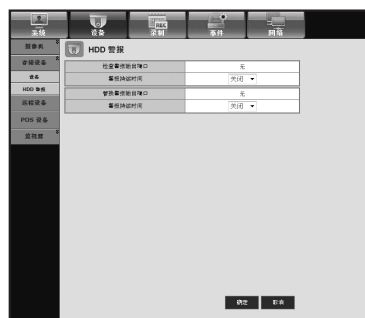 系统
设备
REC
录制
事件
网络
摄像机
存储设备
设备
HDD 警报
远程设备
POS 设备
监视器
HDD 警报
检查警报输出端口 无
警报持续时间 关闭
替换警报输出端口 无
警报持续时间 关闭
确定 取消